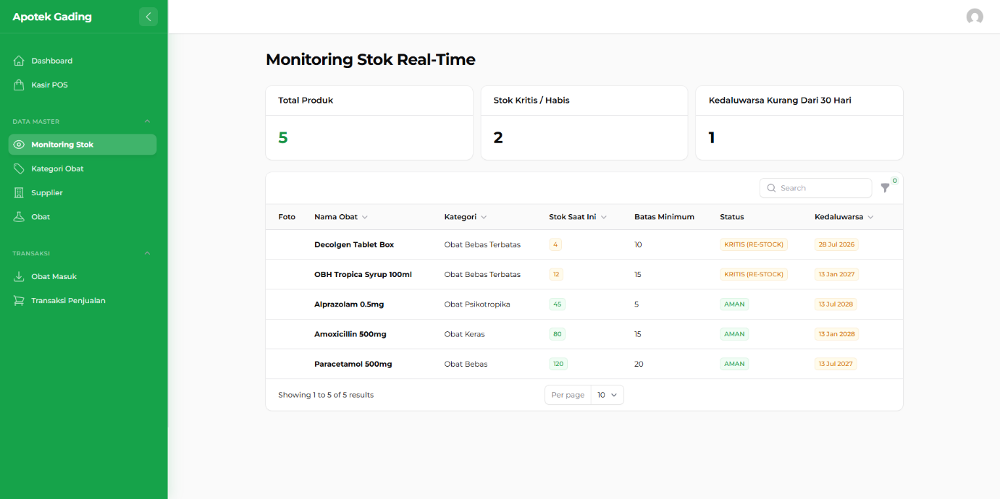 Apotek Gading
Dashboard
Kasir POS
DATA MASTER
Monitoring Stok
Kategori Obat
Supplier
Obat
TRANSAKSI
Obat Masuk
Transaksi Penjualan
Monitoring Stok Real-Time
Total Produk
5
Stok Kritis / Habis
2
Kedaluwarsa Kurang Dari 30 Hari
1
Search
0
Foto Nama Obat Kategori Stok Saat Ini Batas Minimum Status Kedaluwarsa
Decolgen Tablet Box Obat Bebas Terbatas 4 10 KRITIS (RE-STOCK) 28 Jul 2026
OBH Tropica Syrup 100ml Obat Bebas Terbatas 12 15 KRITIS (RE-STOCK) 13 Jan 2027
Alprazolam 0.5mg Obat Psikotropika 45 5 AMAN 13 Jul 2028
Amoxicillin 500mg Obat Keras 80 15 AMAN 13 Jan 2028
Paracetamol 500mg Obat Bebas 120 20 AMAN 13 Jul 2027
Showing 1 to 5 of 5 results Per page 10